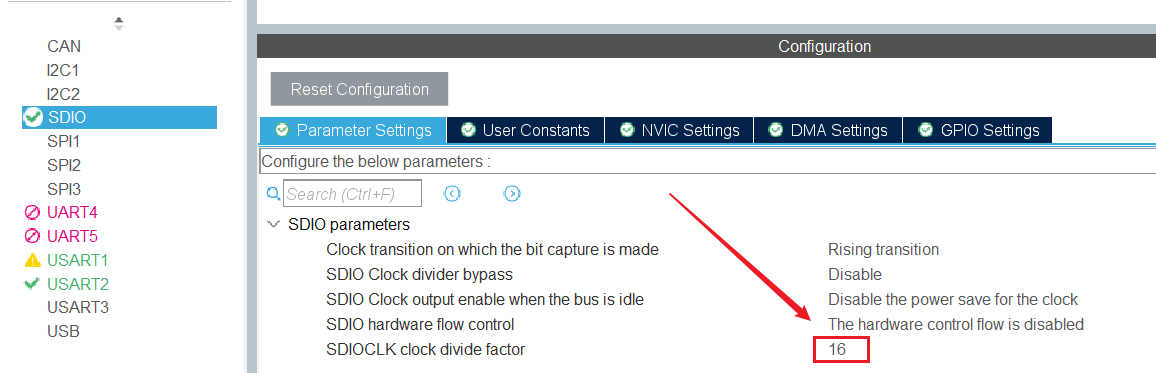 CAN
I2C1
I2C2
SDIO
SPI1
SPI2
SPI3
UART4
UART5
USART1
USART2
USART3
USB
Configuration
Reset Configuration
Parameter Settings User Constants NVIC Settings DMA Settings GPIO Settings
Configure the below parameters :
Search (Ctrl+F)
SDIO parameters
Clock transition on which the bit capture is made Rising transition
SDIO Clock divider bypass Disable
SDIO Clock output enable when the bus is idle Disable the power save for the clock
SDIO hardware flow control The hardware control flow is disabled
SDIOCLK clock divide factor 16